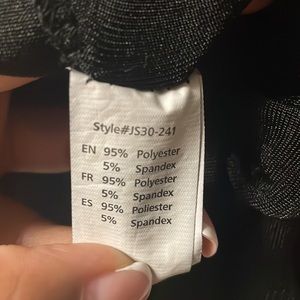 Style#JS30-241
EN 95% Polyester
5% Spandex
FR 95% Polyester
5% Spandex
ES 95% Poliester
5% Spandex